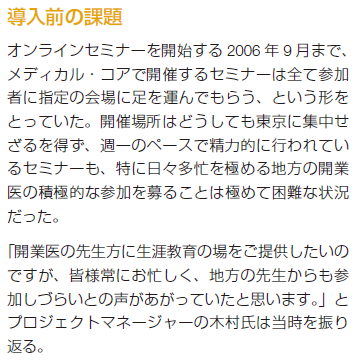 導入前の課題
オンラインセミナーを開始する 2006 年 9 月まで、
メディカル・コアで開催するセミナーは全て参加
者に指定の会場に足を運んでもらう、という形を
とっていた。開催場所はどうしても東京に集中せ
ざるを得ず、週一のペースで精力的に行われてい
るセミナーも、特に日々多忙を極める地方の開業
医の積極的な参加を募ることは極めて困難な状況
だった。
「開業医の先生方に生涯教育の場をご提供したいの
ですが、皆様常にお忙しく、地方の先生からも参
加しづらいとの声があがっていたと思います。」と
プロジェクトマネージャーの木村氏は当時を振り
返る。